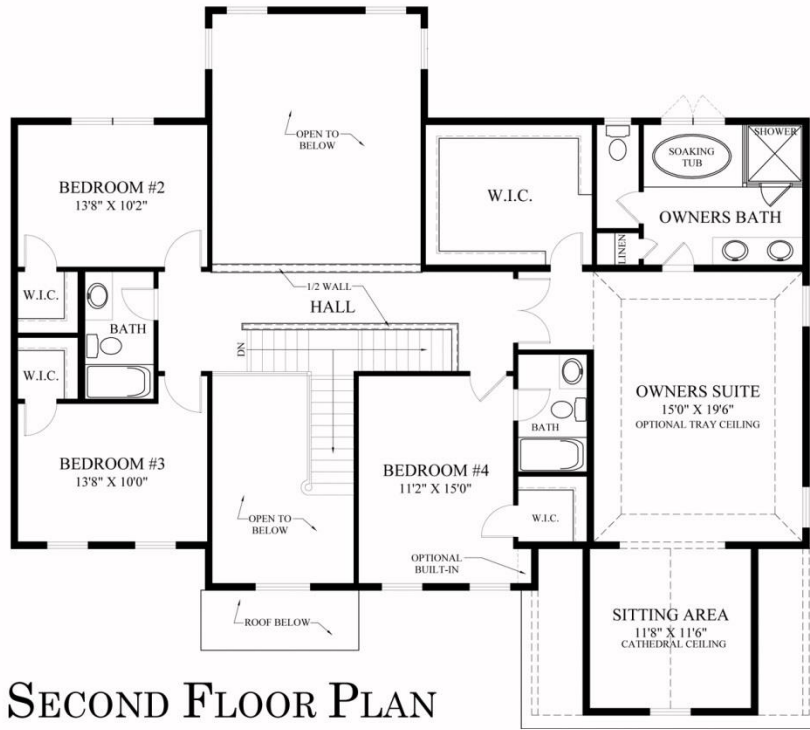 OPEN TO
BELOW
SHOWER
SOAKING
TUB
BEDROOM #2
13'8" X 10'2"
W.I.C.
OWNERS BATH
LINEN
W.I.C.
1/2 WALL
HALL
BATH
DN
W.I.C.
OWNERS SUITE
15'0" X 19'6"
OPTIONAL TRAY CEILING
BATH
BEDROOM #3
13'8" X 10'0"
BEDROOM #4
11'2" X 15'0"
OPEN TO
BELOW
W.I.C.
OPTIONAL
BUILT-IN
ROOF BELOW
SITTING AREA
11'8" X 11'6"
CATHEDRAL CEILING
SECOND FLOOR PLAN